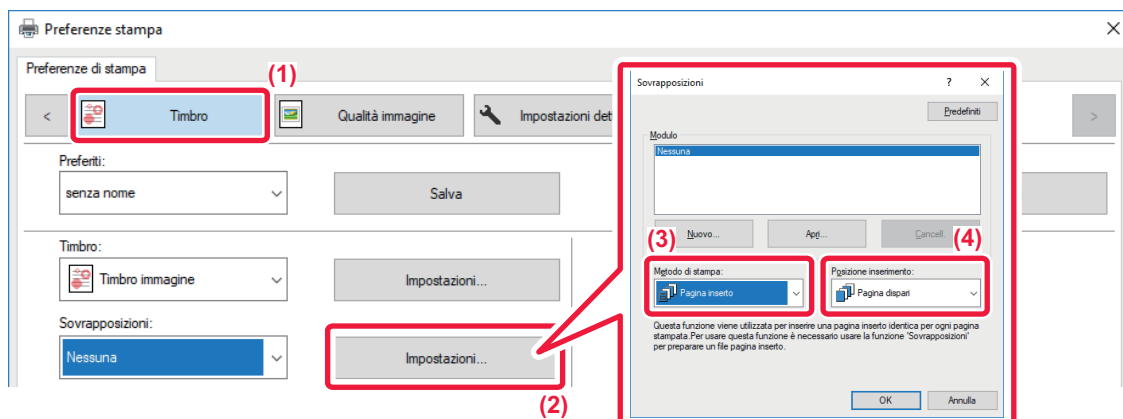 Preferenze stampa
Preferenze di stampa
(1)
<
Timbro
Qualità immagine
Impostazioni det
>
Preferiti:
senza nome
Salva
Timbro:
Timbro immagine
Impostazioni...
Sovrapposizioni:
Nessuna
Impostazioni...
(2)
Sovrapposizioni
?
Predefiniti
Modulo
Nessuna
Nuovo...
Apri...
Cancell.
(3)
(4)
Metodo di stampa:
Posizione inserimento:
Pagina inserto
Pagina dispari
Questa funzione viene utilizzata per inserire una pagina inserto identica per ogni pagina
stampata.Per usare questa funzione è necessario usare la funzione 'Sovrapposizioni'
per preparare un file pagina inserto.
OK
Annulla